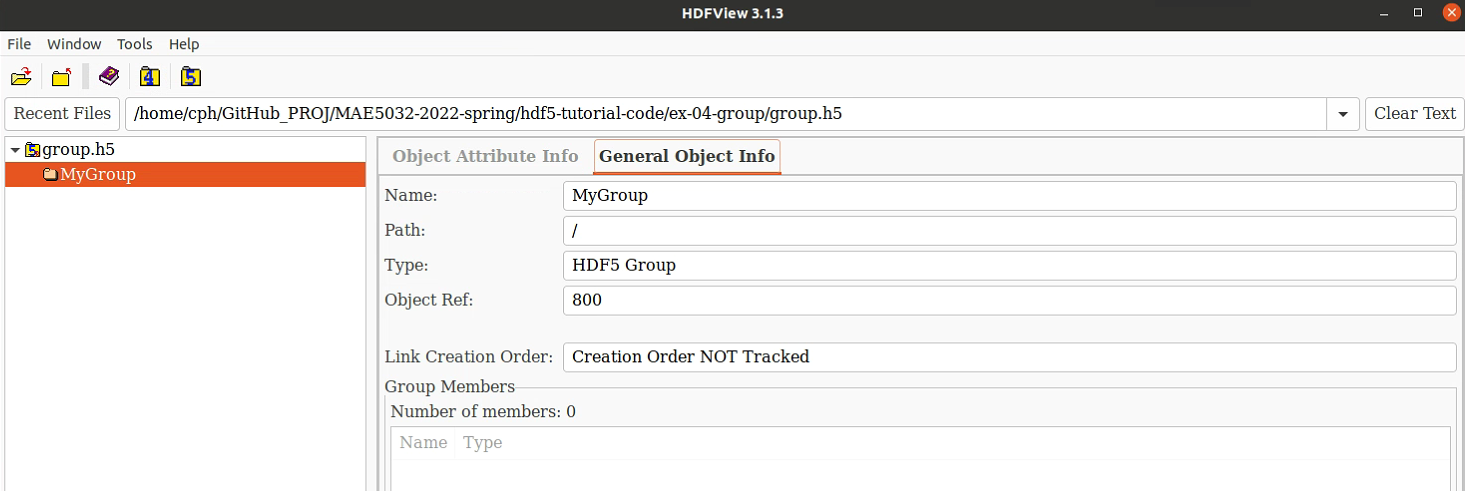 HDFView 3.1.3
File Window Tools Help
4 5
Recent Files /home/cph/GitHub_PROJ/MAE5032-2022-spring/hdf5-tutorial-code/ex-04-group/group.h5 Clear Text
5 group.h5
MyGroup
Object Attribute Info General Object Info
Name: MyGroup
Path: /
Type: HDF5 Group
Object Ref: 800
Link Creation Order: Creation Order NOT Tracked
Group Members
Number of members: 0
Name Type